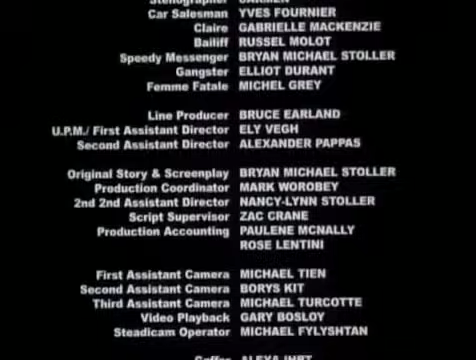 Stenographer CARMEN
Car Salesman YVES FOURNIER
Claire GABRIELLE MACKENZIE
Bailiff RUSSEL MOLOT
Speedy Messenger BRYAN MICHAEL STOLLER
Gangster ELLIOT DURANT
Femme Fatale MICHEL GREY
Line Producer BRUCE EARLAND
U.P.M./ First Assistant Director ELY VEGH
Second Assistant Director ALEXANDER PAPPAS
Original Story & Screenplay BRYAN MICHAEL STOLLER
Production Coordinator MARK WOROBEY
2nd 2nd Assistant Director NANCY-LYNN STOLLER
Script Supervisor ZAC CRANE
Production Accounting PAULENE MCNALLY
ROSE LENTINI
First Assistant Camera MICHAEL TIEN
Second Assistant Camera BORYS KIT
Third Assistant Camera MICHAEL TURCOTTE
Video Playback GARY BOSLOY
Steadicam Operator MICHAEL FYLYSHTAN
Gaffer ALEXA